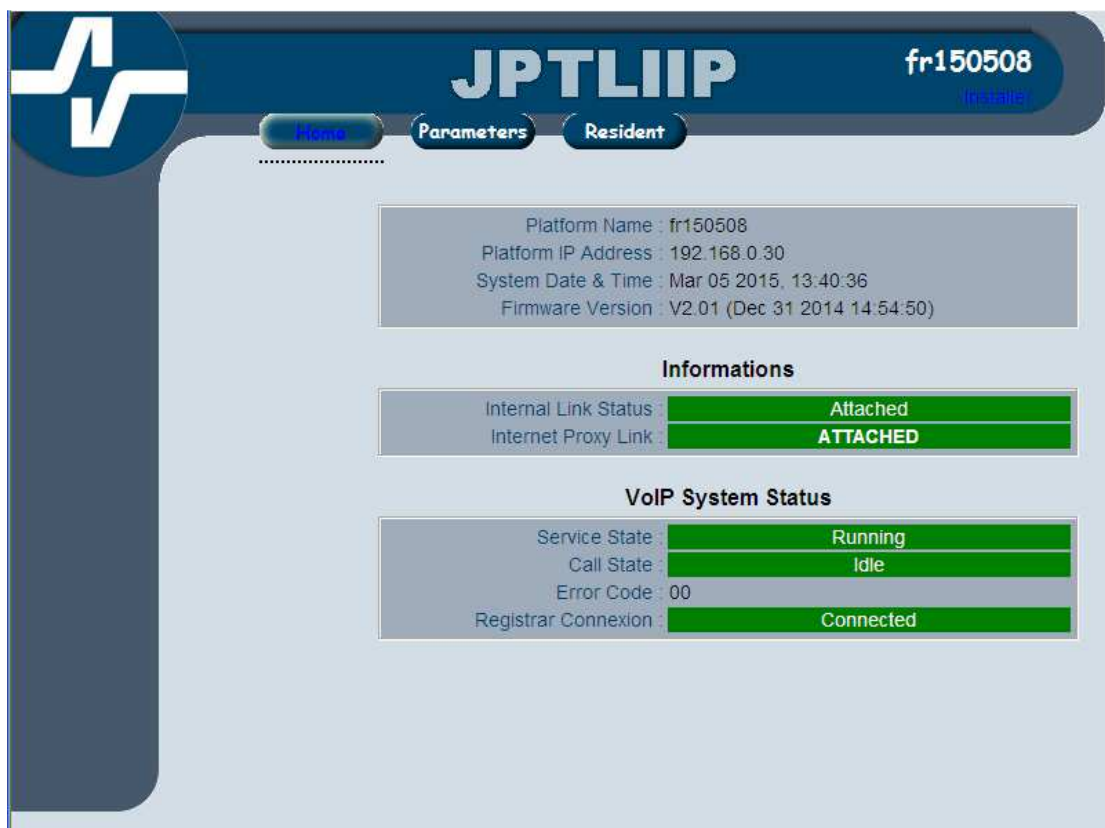 JPTLIIP
fr150508
Installer
Home
Parameters
Resident
Platform Name : fr150508
Platform IP Address : 192.168.0.30
System Date & Time : Mar 05 2015, 13:40:36
Firmware Version : V2.01 (Dec 31 2014 14:54:50)
Informations
Internal Link Status : Attached
Internet Proxy Link : ATTACHED
VoIP System Status
Service State : Running
Call State : Idle
Error Code : 00
Registrar Connexion : Connected